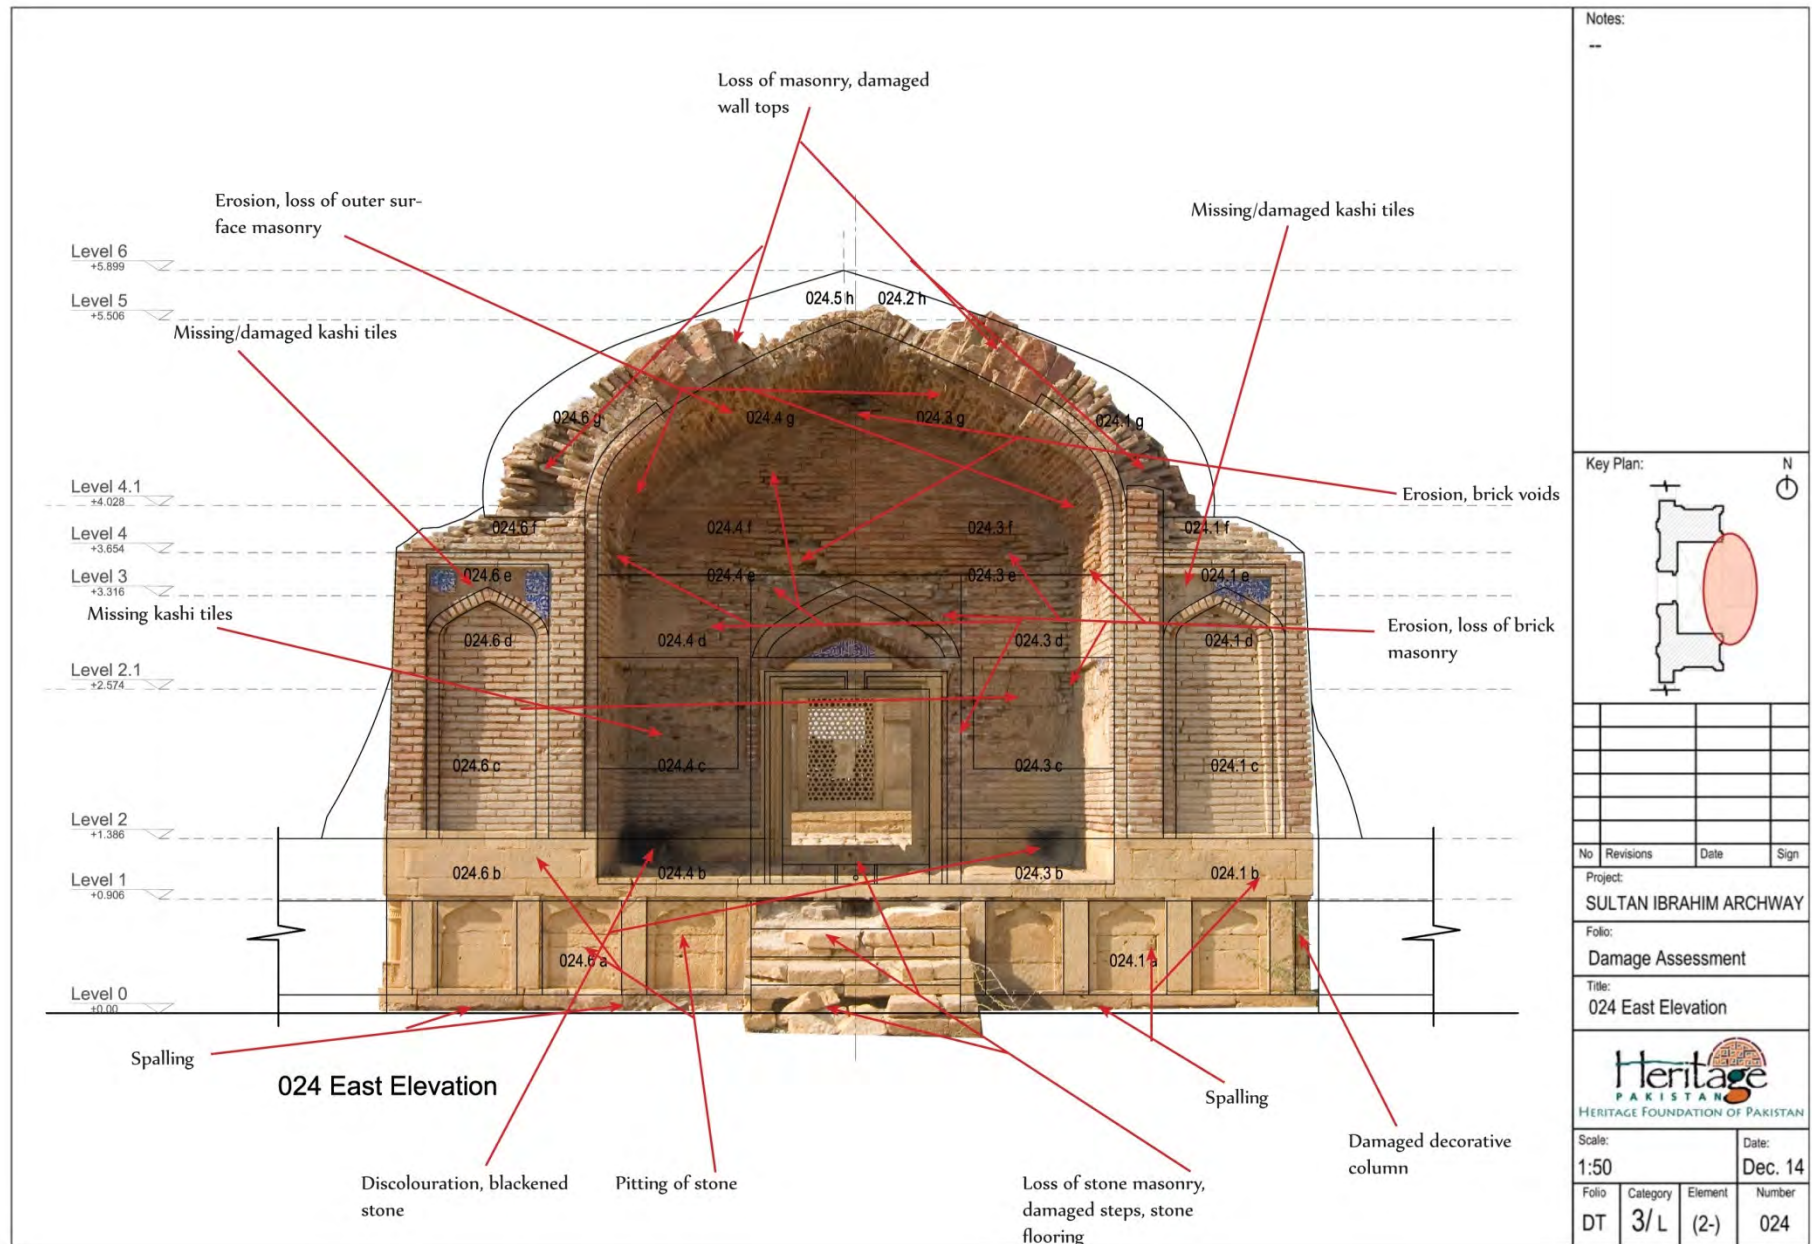 Loss of masonry, damaged
wall tops
Erosion, loss of outer sur-
face masonry
Missing/damaged kashi tiles
Level 6
+5.899
Level 5
+5.506
024.5 h
024.2 h
Missing/damaged kashi tiles
024.6 g
024.4 g
024.3 g
024.1 g
Level 4.1
+4.028
Erosion, brick voids
024.6 f
024.4 f
024.3 f
024.1 f
Level 4
+3.654
Level 3
+3.316
024.6 e
024.4 e
024.3 e
024.1 e
Missing kashi tiles
Erosion, loss of brick
masonry
024.6 d
024.4 d
024.3 d
024.1 d
Level 2.1
+2.574
024.6 c
024.4 c
024.3 c
024.1 c
Level 2
+1.386
024.6 b
024.4 b
024.3 b
024.1 b
Level 1
+0.906
024.6 a
024.1 a
Level 0
+0.00
Spalling
024 East Elevation
Spalling
Discolouration, blackened
stone
Pitting of stone
Loss of stone masonry,
damaged steps, stone
flooring
Damaged decorative
column
Notes:
--
Key Plan:
N
No Revisions Date Sign
Project:
SULTAN IBRAHIM ARCHWAY
Folio:
Damage Assessment
Title:
024 East Elevation
Heritage
PAKISTAN
HERITAGE FOUNDATION OF PAKISTAN
Scale:
1:50
Date:
Dec. 14
Folio Category Element Number
DT 3/ L (2-) 024